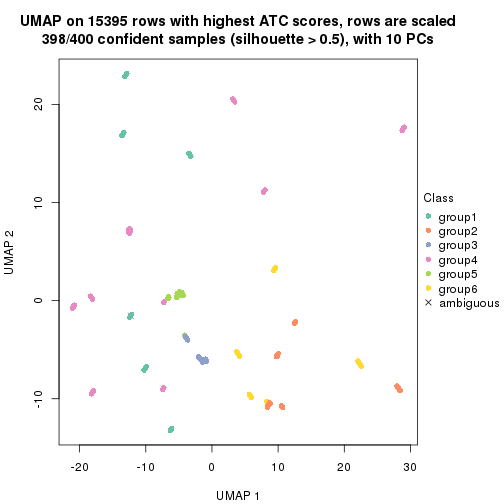 UMAP on 15395 rows with highest ATC scores, rows are scaled
398/400 confident samples (silhouette > 0.5), with 10 PCs
20
10
0
-10
UMAP 2
-20
-10
0
10
20
30
UMAP 1
Class
group1
group2
group3
group4
group5
group6
ambiguous